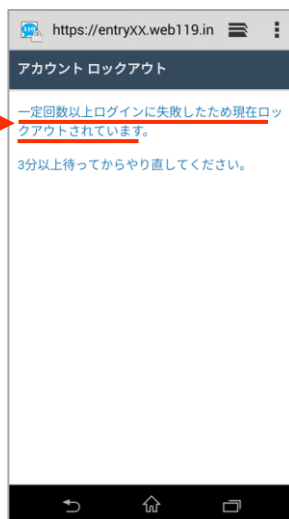 https://entryXX.web119.in
アカウント ロックアウト
一定回数以上ログインに失敗したため現在ロッ
クアウトされています。
3分以上待ってからやり直してください。